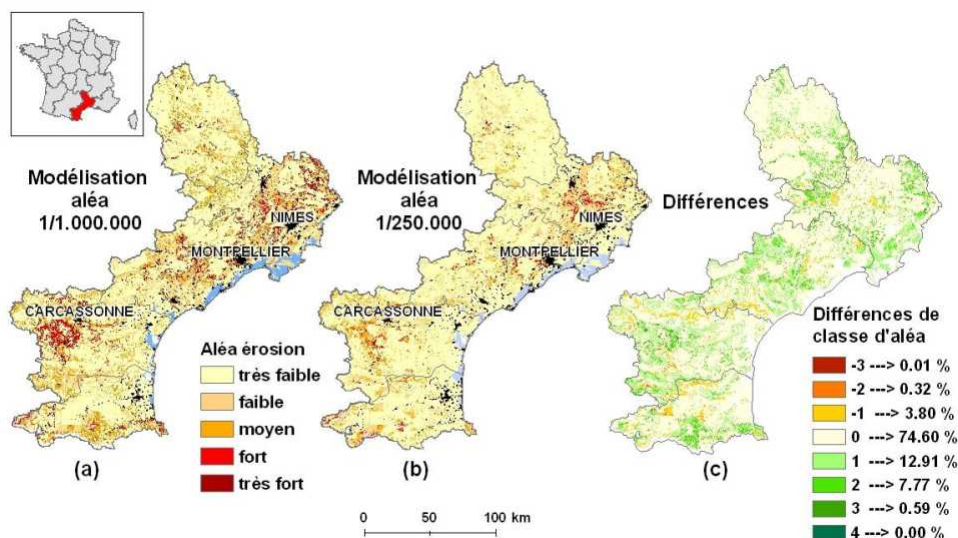 Modélisation
aléa
1/1.000.000
NIMES
MONTPELLIER
CARCASSONNE
Aléa érosion
très faible
faible
moyen
fort
très fort
(a)
Modélisation
aléa
1/250.000
NIMES
MONTPELLIER
CARCASSONNE
(b)
Différences
Différences de
classe d'aléa
-3 ---> 0.01 %
-2 ---> 0.32 %
-1 ---> 3.80 %
0 ---> 74.60 %
1 ---> 12.91 %
2 ---> 7.77 %
3 ---> 0.59 %
4 ---> 0.00 %
(c)
0 50 100 km